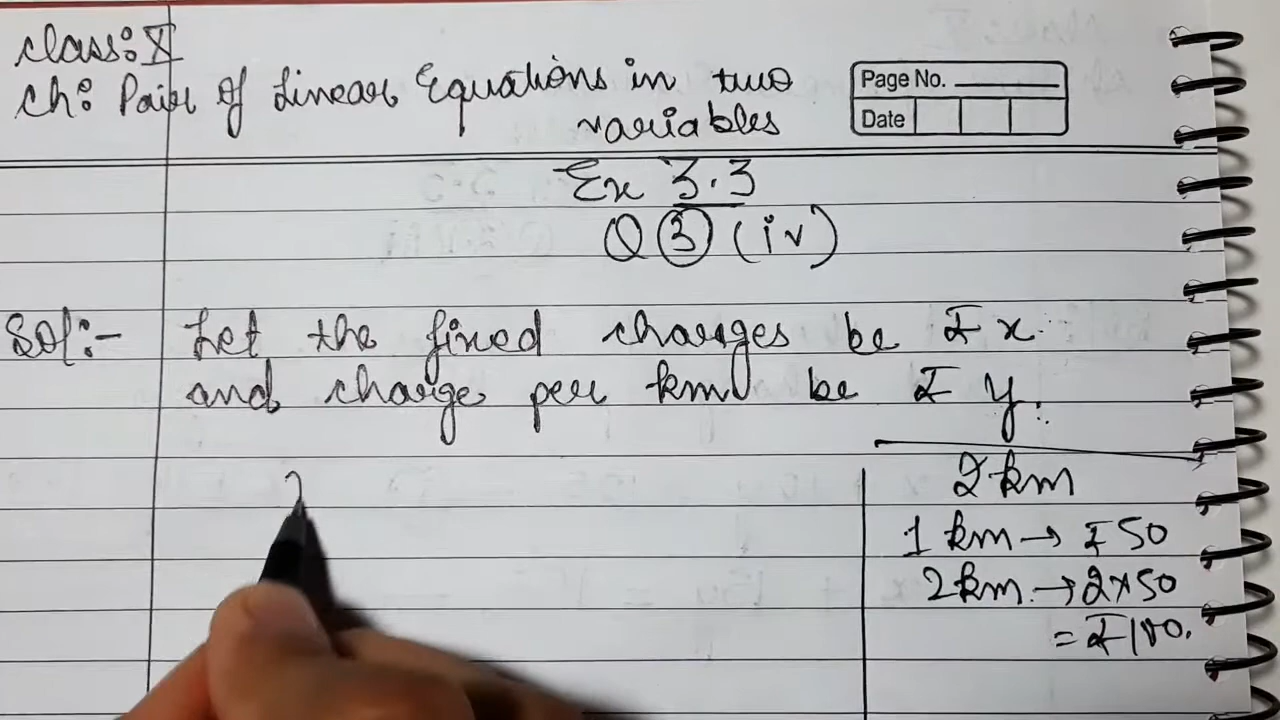 Class: X
Ch: Pair of Linear Equations in two
variables
Page No.
Date
Ex 3.3
Q 3 (iv)
Sol:- Let the fixed charges be ₹ x
and charge per km be ₹ y.
2 km
1 km → ₹ 50
2 km → 2 × 50
= ₹ 100.